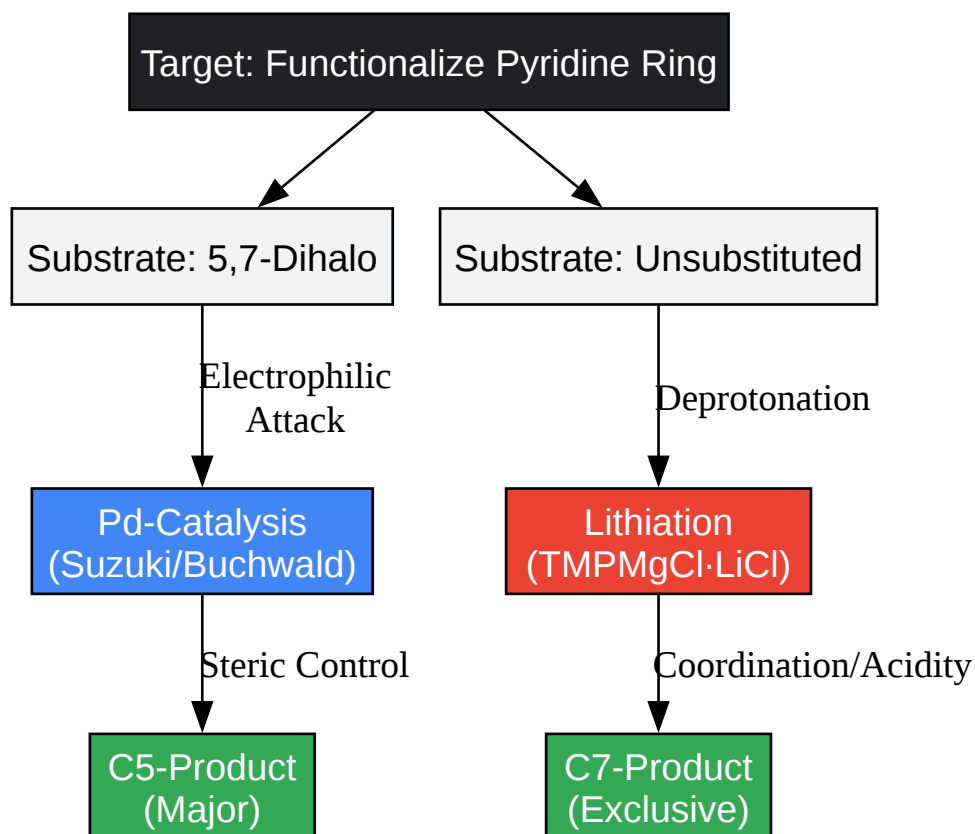 Target: Functionalize Pyridine Ring
Substrate: 5,7-Dihalo
Substrate: Unsubstituted
Electrophilic
Attack
Deprotonation
Pd-Catalysis
(Suzuki/Buchwald)
Lithiation
(TMPMgCl·LiCl)
Steric Control
Coordination/Acidity
C5-Product
(Major)
C7-Product
(Exclusive)